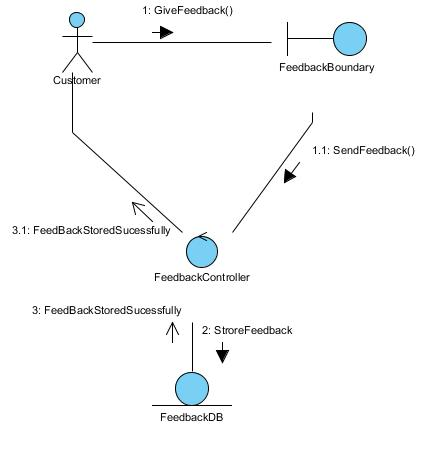 1: GiveFeedback()
FeedbackBoundary
Customer
1.1: SendFeedback()
3.1: FeedBackStoredSucessfully
FeedbackController
3: FeedBackStoredSucessfully
2: StroreFeedback
FeedbackDB